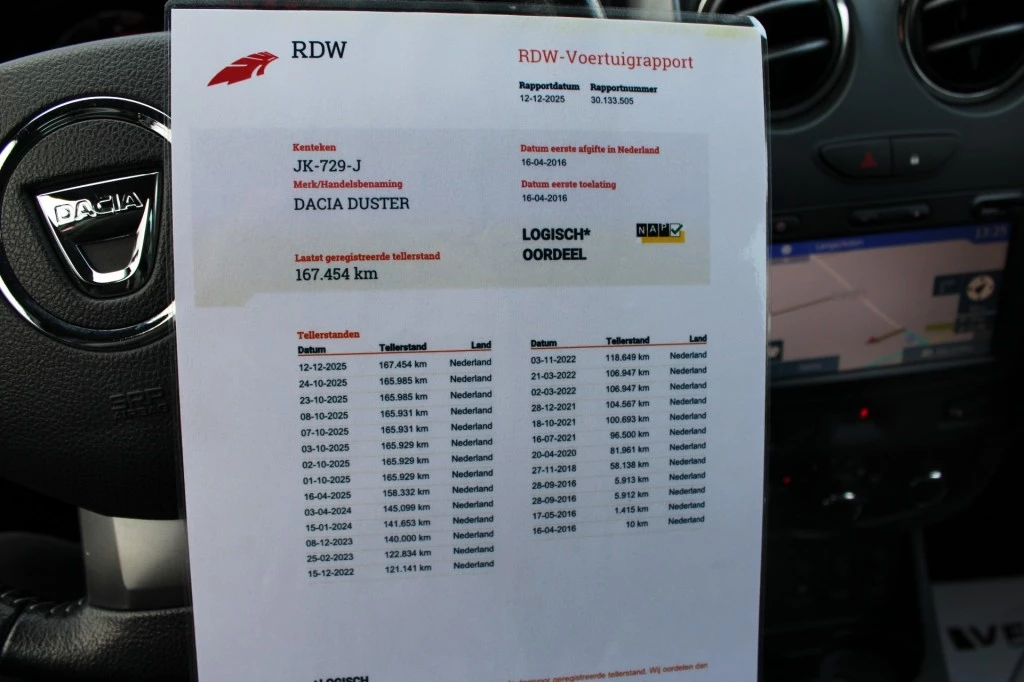 RDW
RDW-Voertuigrapport
Rapportdatum Rapportnummer
12-12-2025 30.133.505
Kenteken
JK-729-J
Merk/Handelsbenaming
DACIA DUSTER
Laatst geregistreerde tellerstand
167.454 km
Datum eerste afgifte in Nederland
16-04-2016
Datum eerste toelating
16-04-2016
LOGISCH*
OORDEEL
NAP
Tellerstanden
Datum Tellerstand Land
12-12-2025 167.454 km Nederland
24-10-2025 165.985 km Nederland
23-10-2025 165.985 km Nederland
08-10-2025 165.931 km Nederland
07-10-2025 165.931 km Nederland
03-10-2025 165.929 km Nederland
02-10-2025 165.929 km Nederland
01-10-2025 165.929 km Nederland
16-04-2025 158.332 km Nederland
03-04-2024 145.099 km Nederland
15-01-2024 141.653 km Nederland
08-12-2023 140.000 km Nederland
25-02-2023 122.834 km Nederland
15-12-2022 121.141 km Nederland
Datum Tellerstand Land
03-11-2022 118.649 km Nederland
21-03-2022 106.947 km Nederland
02-03-2022 106.947 km Nederland
28-12-2021 104.567 km Nederland
18-10-2021 100.693 km Nederland
16-07-2021 96.500 km Nederland
20-04-2020 81.961 km Nederland
27-11-2018 58.138 km Nederland
28-09-2016 5.913 km Nederland
28-09-2016 5.912 km Nederland
17-05-2016 1.415 km Nederland
16-04-2016 10 km Nederland
LOGISCH
geregistreerde tellerstand. Wij oordelen dan
DACIA
AIRBAG
13:25
VE